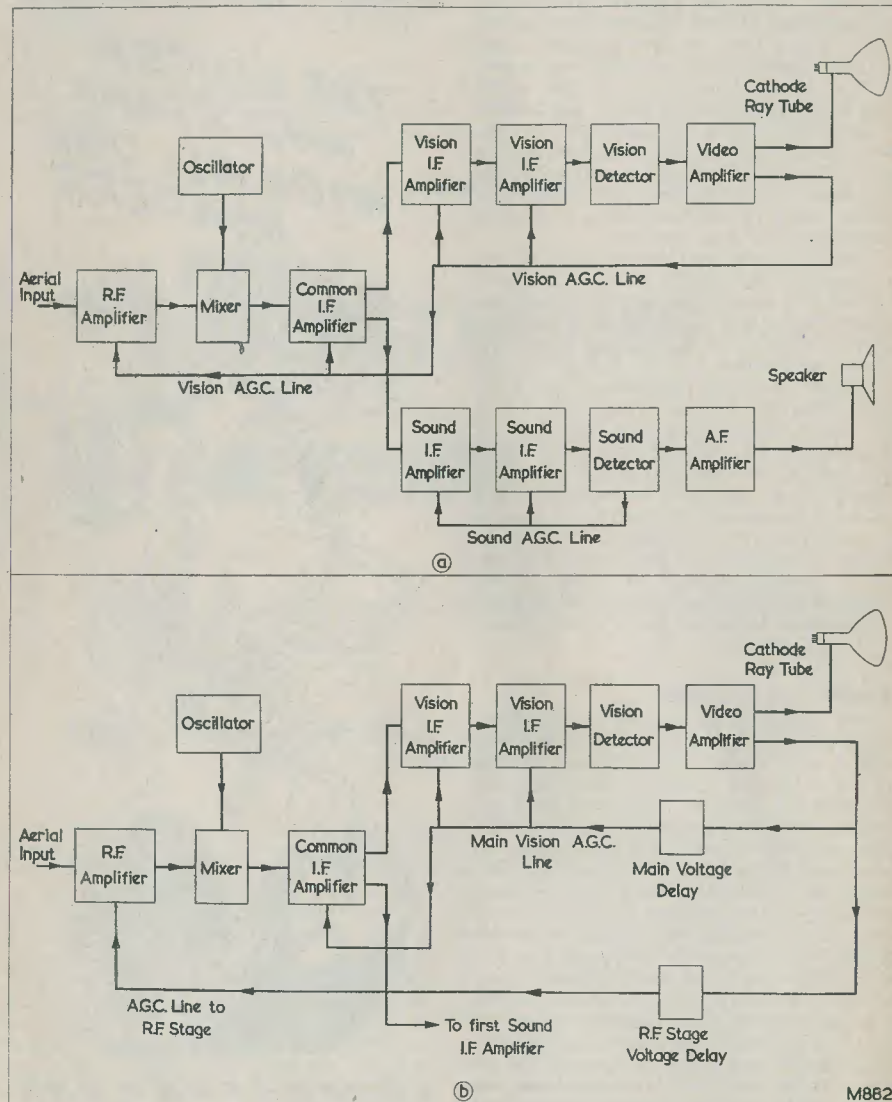 Cathode
Ray Tube
Vision
I.F.
Amplifier
Vision
I.F.
Amplifier
Vision
Detector
Video
Amplifier
Oscillator
Vision A.G.C. Line
Aerial
Input
R.F.
Amplifier
Mixer
Common
I.F.
Amplifier
Vision A.G.C. Line
Speaker
Sound
I.F.
Amplifier
Sound
I.F.
Amplifier
Sound
Detector
A.F.
Amplifier
Sound A.G.C. Line
a
Cathode
Ray Tube
Vision
I.F.
Amplifier
Vision
I.F.
Amplifier
Vision
Detector
Video
Amplifier
Oscillator
Main Vision A.G.C.
Line
Main Voltage
Delay
Aerial
Input
R.F.
Amplifier
Mixer
Common
I.F.
Amplifier
A.G.C. Line to
R.F. Stage
To first Sound
I.F. Amplifier
R.F. Stage
Voltage Delay
b
M882